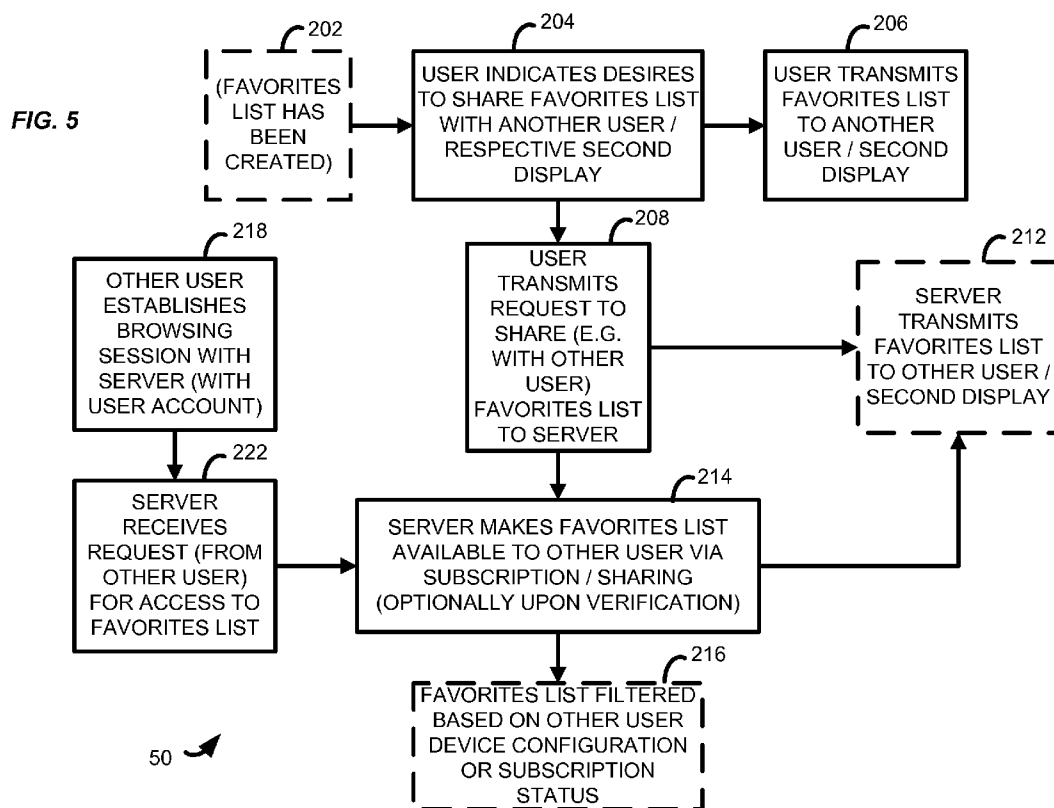 FIG. 5
202
(FAVORITES
LIST HAS
BEEN
CREATED)
204
USER INDICATES DESIRES
TO SHARE FAVORITES LIST
WITH ANOTHER USER /
RESPECTIVE SECOND
DISPLAY
206
USER TRANSMITS
FAVORITES LIST
TO ANOTHER
USER / SECOND
DISPLAY
208
USER
TRANSMITS
REQUEST TO
SHARE (E.G.
WITH OTHER
USER)
FAVORITES LIST
TO SERVER
212
SERVER
TRANSMITS
FAVORITES LIST
TO OTHER USER /
SECOND DISPLAY
218
OTHER USER
ESTABLISHES
BROWSING
SESSION WITH
SERVER (WITH
USER ACCOUNT)
222
SERVER
RECEIVES
REQUEST (FROM
OTHER USER)
FOR ACCESS TO
FAVORITES LIST
214
SERVER MAKES FAVORITES LIST
AVAILABLE TO OTHER USER VIA
SUBSCRIPTION / SHARING
(OPTIONALLY UPON VERIFICATION)
216
FAVORITES LIST FILTERED
BASED ON OTHER USER
DEVICE CONFIGURATION
OR SUBSCRIPTION
STATUS
50